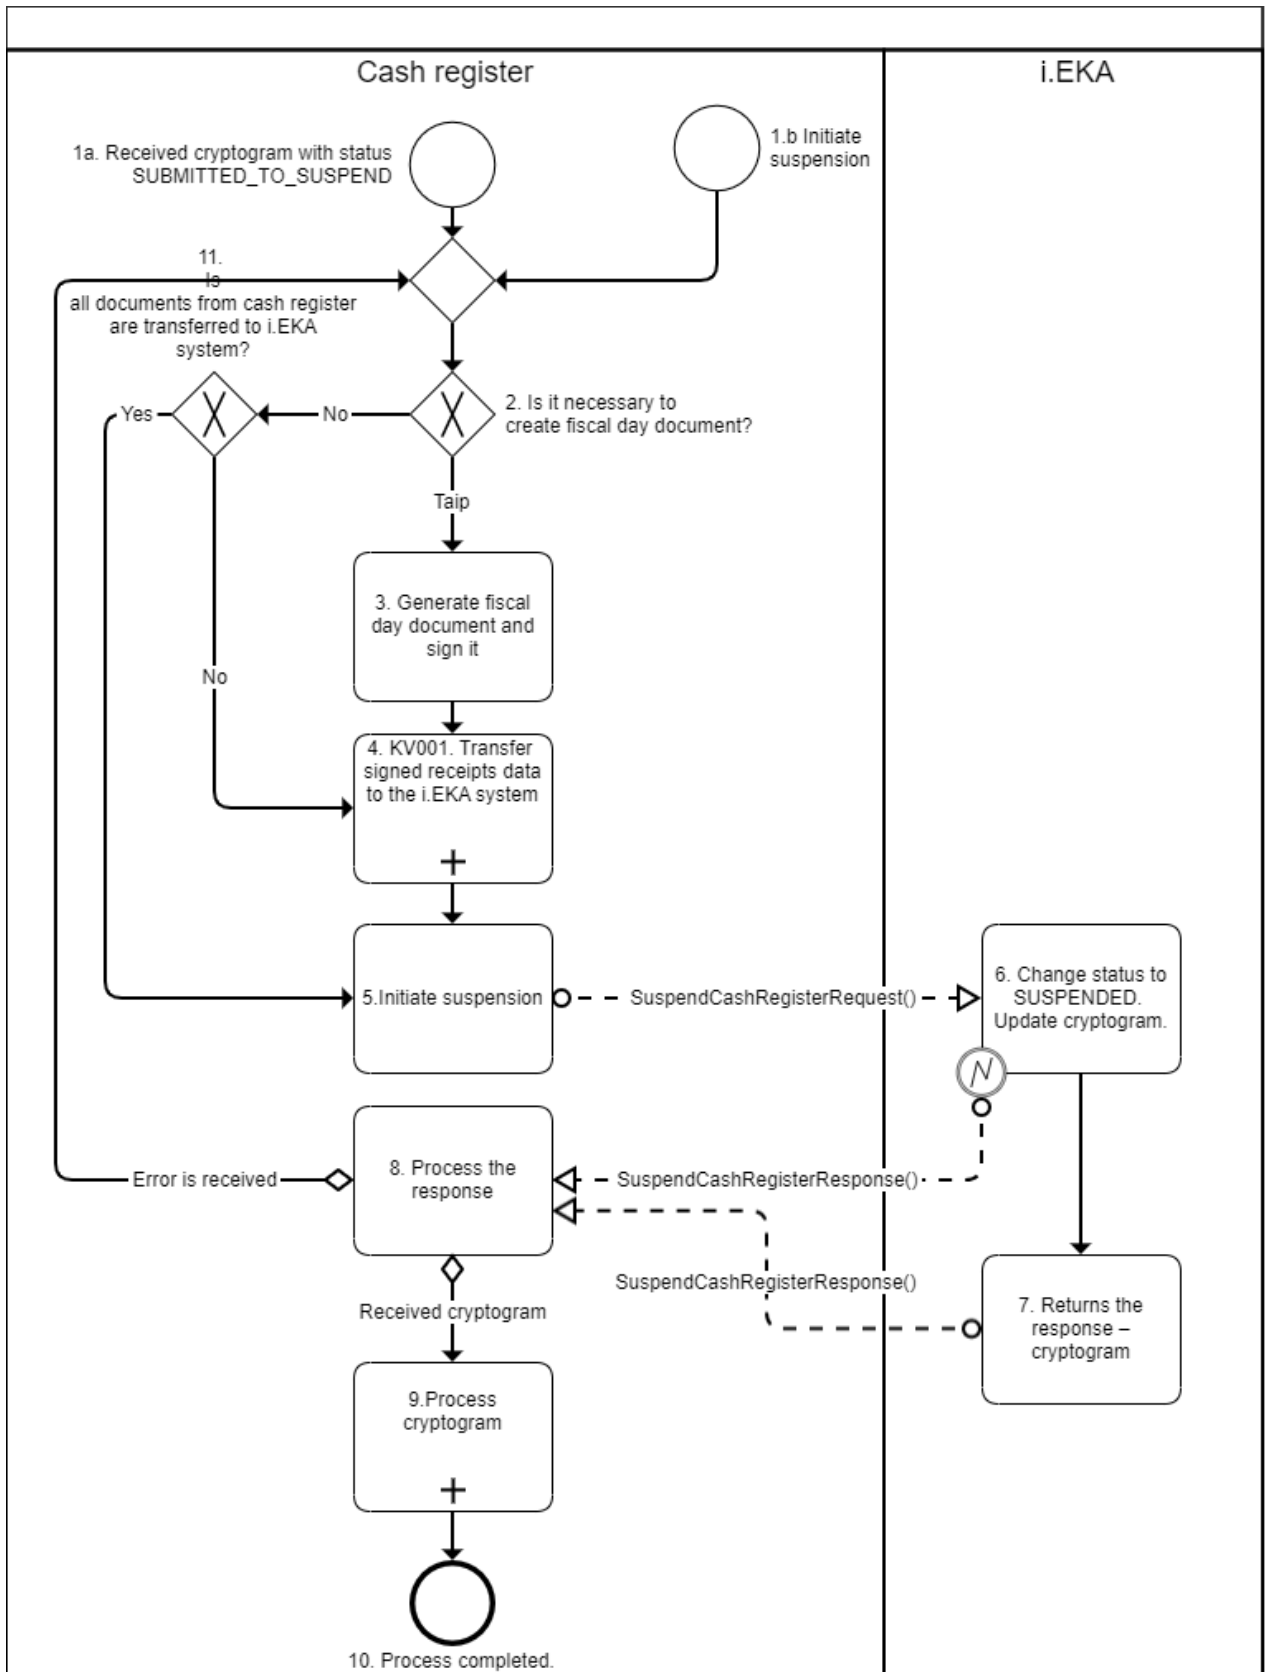 Cash register
i.EKA
1a. Received cryptogram with status
SUBMITTED_TO_SUSPEND
1.b Initiate
suspension
11.
Is
all documents from cash register
are transferred to i.EKA
system?
Yes
No
2. Is it necessary to
create fiscal day document?
Taip
3. Generate fiscal
day document and
sign it
No
4. KV001. Transfer
signed receipts data
to the i.EKA system
5.Initiate suspension
SuspendCashRegisterRequest()
6. Change status to
SUSPENDED.
Update cryptogram.
Error is received
8. Process the
response
SuspendCashRegisterResponse()
SuspendCashRegisterResponse()
Received cryptogram
7. Returns the
response –
cryptogram
9.Process
cryptogram
10. Process completed.